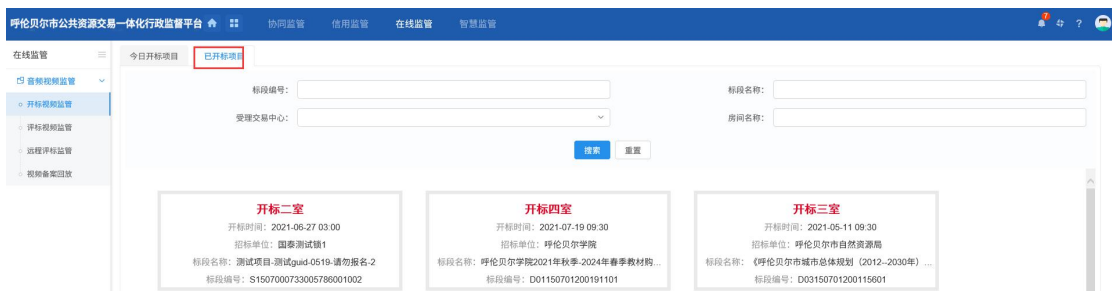 呼伦贝尔市公共资源交易一体化行政监督平台 协同监管 信用监管 在线监管 智慧监管 7 ?
在线监管 今日开标项目 已开标项目
音频视频监管
开标视频监管
评标视频监管
远程评标监管
视频备案回放
标段编号: 标段名称:
受理交易中心: 房间名称:
搜索 重置
开标二室 开标四室 开标三室
开标时间: 2021-06-27 03:00 开标时间: 2021-07-19 09:30 开标时间: 2021-05-11 09:30
招标单位: 国泰测试锁1 招标单位: 呼伦贝尔学院 招标单位: 呼伦贝尔市自然资源局
标段名称: 测试项目-测试guid-0519-请勿报名-2 标段名称: 呼伦贝尔学院2021年秋季-2024年春季教材购... 标段名称: 《呼伦贝尔市城市总体规划（2012--2030年）...
标段编号: S1507000733005786001002 标段编号: D01150701200191101 标段编号: D03150701200115601